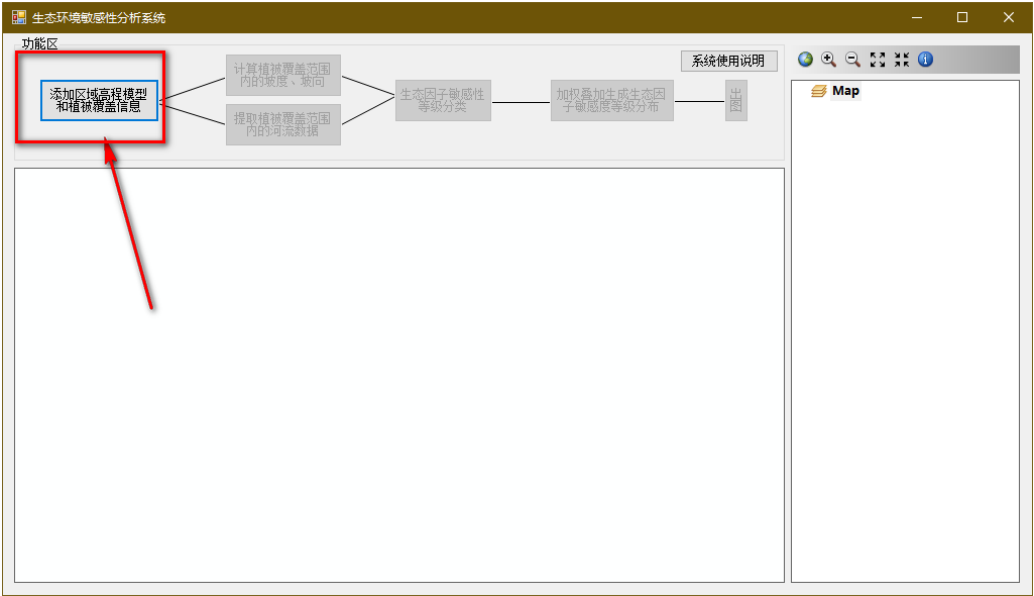 生态环境敏感性分析系统
功能区
添加区域高程模型
和植被覆盖信息
计算植被覆盖范围
内的坡度、坡向
提取植被覆盖范围
内的河流数据
生态因子敏感性
等级分类
加权叠加生成生态因
子敏感度等级分布
出
图
系统使用说明
Map